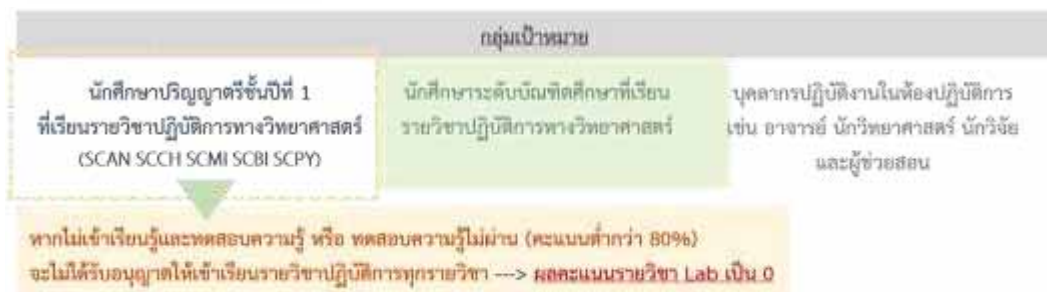 กลุ่มเป้าหมาย
นักศึกษาปริญญาตรีชั้นปีที่ 1
ที่เรียนรายวิชาปฏิบัติการทางวิทยาศาสตร์
(SCAN SCCH SCMI SCBI SCPY)
นักศึกษาระดับบัณฑิตศึกษาที่เรียน
รายวิชาปฏิบัติการทางวิทยาศาสตร์
บุคลากรปฏิบัติงานในห้องปฏิบัติการ
เช่น อาจารย์ นักวิทยาศาสตร์ นักวิจัย
และผู้ช่วยสอน
หากไม่เข้าเรียนรู้และทดสอบความรู้ หรือ ทดสอบความรู้ไม่ผ่าน (คะแนนต่ำกว่า 80%)
จะไม่ได้รับอนุญาตให้เข้าเรียนรายวิชาปฏิบัติการทุกรายวิชา ---> ผลคะแนนรายวิชา Lab เป็น 0